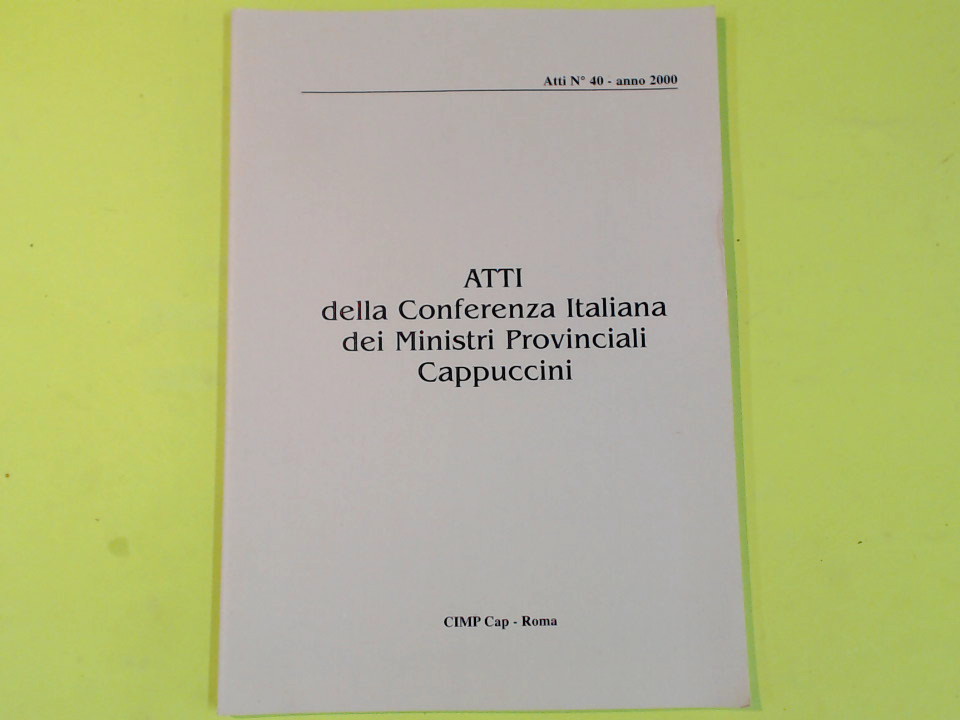 Atti N° 40 - anno 2000
ATTI
della Conferenza Italiana
dei Ministri Provinciali
Cappuccini
CIMP Cap - Roma